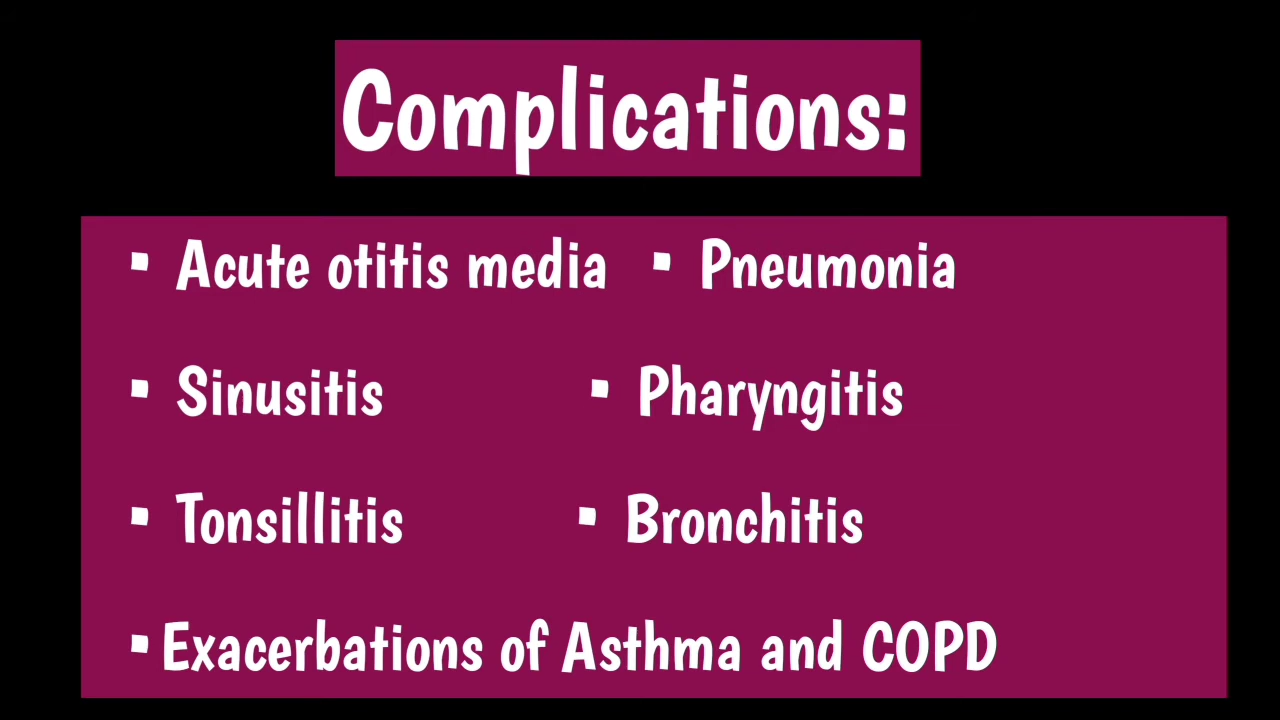 Complications:
▪ Acute otitis media ▪ Pneumonia
▪ Sinusitis ▪ Pharyngitis
▪ Tonsillitis ▪ Bronchitis
▪ Exacerbations of Asthma and COPD